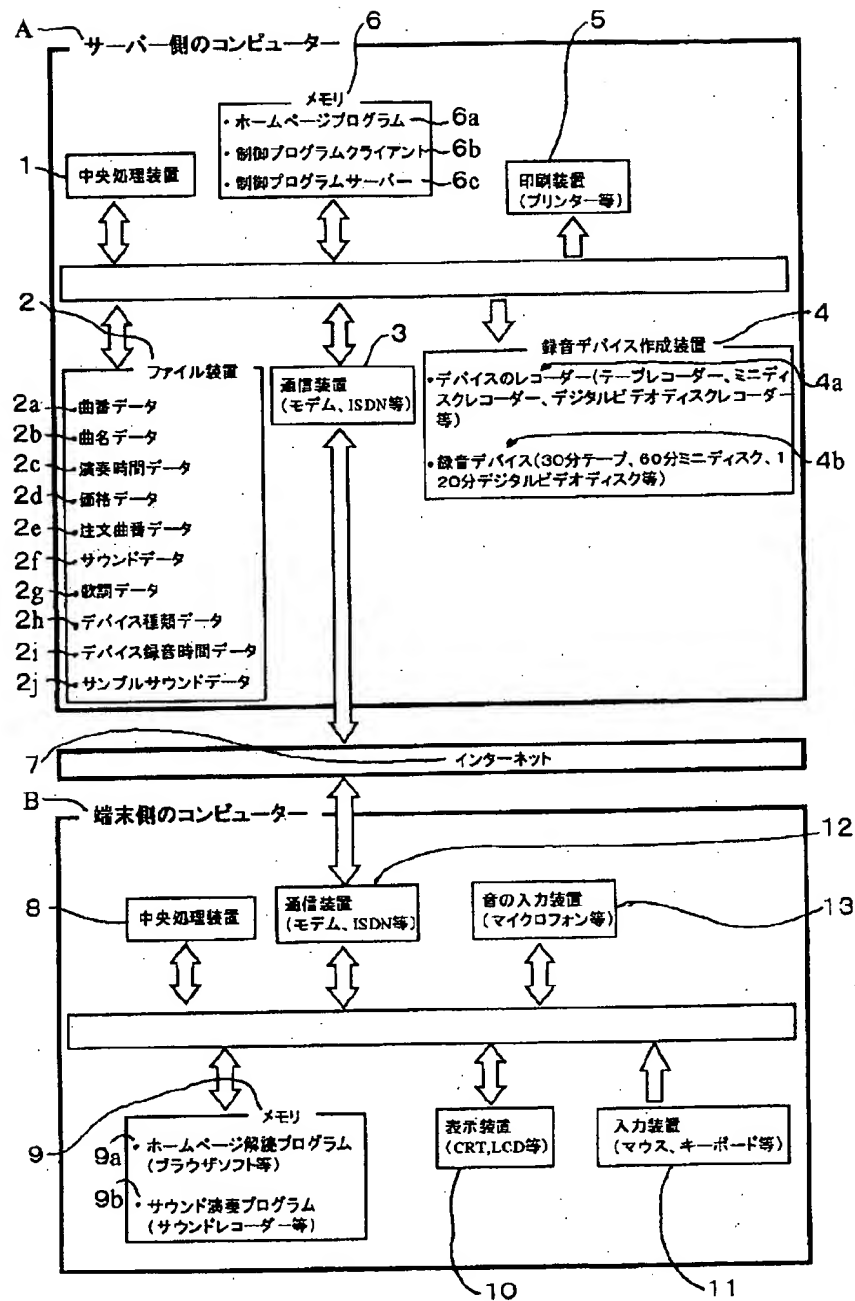 A
サーバー側のコンピューター
6
5
メモリ
・ホームページプログラム
6a
・制御プログラムクライアント
6b
・制御プログラムサーバー
6c
1
中央処理装置
印刷装置
(プリンター等)
2
3
4
ファイル装置
2a
・曲番データ
2b
・曲名データ
2c
・演奏時間データ
2d
・価格データ
2e
・注文曲番データ
2f
・サウンドデータ
2g
・歌詞データ
2h
・デバイス種類データ
2i
・デバイス録音時間データ
2j
・サンプルサウンドデータ
通信装置
(モデム、ISDN等)
録音デバイス作成装置
・デバイスのレコーダー(テープレコーダー、ミニディ
スクレコーダー、デジタルビデオディスクレコーダー
等)
4a
・録音デバイス(30分テープ、60分ミニディスク、1
20分デジタルビデオディスク等)
4b
7
インターネット
B
端末側のコンピューター
12
8
中央処理装置
通信装置
(モデム、ISDN等)
音の入力装置
(マイクロフォン等)
13
9
メモリ
9a
・ホームページ解読プログラム
(ブラウザソフト等)
9b
・サウンド演奏プログラム
(サウンドレコーダー等)
表示装置
(CRT,LCD等)
入力装置
(マウス、キーボード等)
10
11